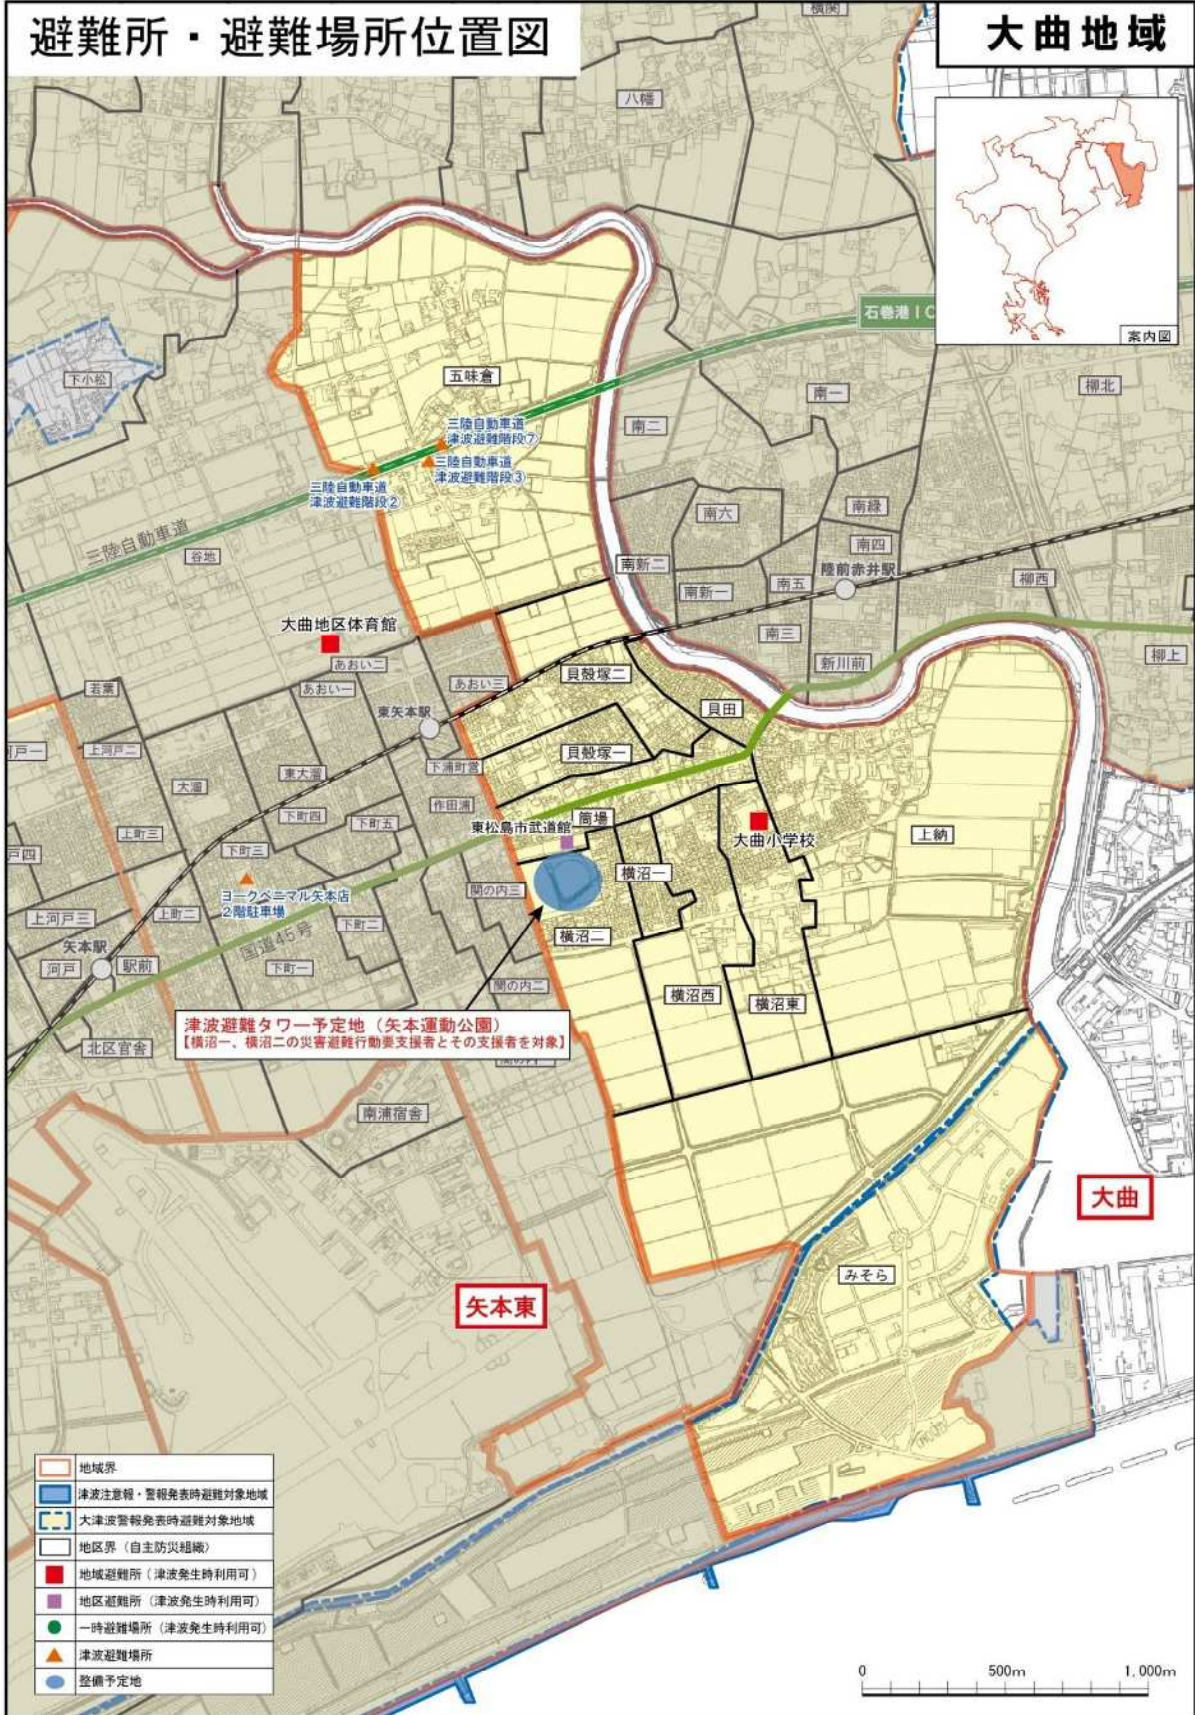 避難所・避難場所位置図
大曲地域
横関
八幡
案内図
石巻港IC
下小松
五味倉
南一
柳北
三陸自動車道
津波避難階段⑦
南二
三陸自動車道
津波避難階段③
三陸自動車道
津波避難階段②
南六
南緑
三陸自動車道
谷地
南四
南新二
陸前赤井駅
柳西
南五
南新一
大曲地区体育館
南三
あおい二
新川前
柳上
貝殻塚二
あおい三
若葉
あおい一
東矢本駅
貝田
上河戸二
貝殻塚一
下浦町営
東大溜
大溜
作田浦
下町四
筒場
下町五
東松島市武道館
上町三
大曲小学校
上納
下町三
横沼一
ヨークベニマル矢本店
2階駐車場
関の内三
上河戸三
上町二
下町二
横沼二
国道45号
矢本駅
河戸
駅前
下町一
関の内二
横沼西
横沼東
津波避難タワー予定地(矢本運動公園)
【横沼一、横沼二の災害避難行動要支援者とその支援者を対象】
北区官舎
南浦宿舎
大曲
みそら
矢本東
地域界
津波注意報・警報発表時避難対象地域
大津波警報発表時避難対象地域
地区界(自主防災組織)
地域避難所(津波発生時利用可)
地区避難所(津波発生時利用可)
一時避難場所(津波発生時利用可)
津波避難場所
整備予定地
0 500m 1,000m